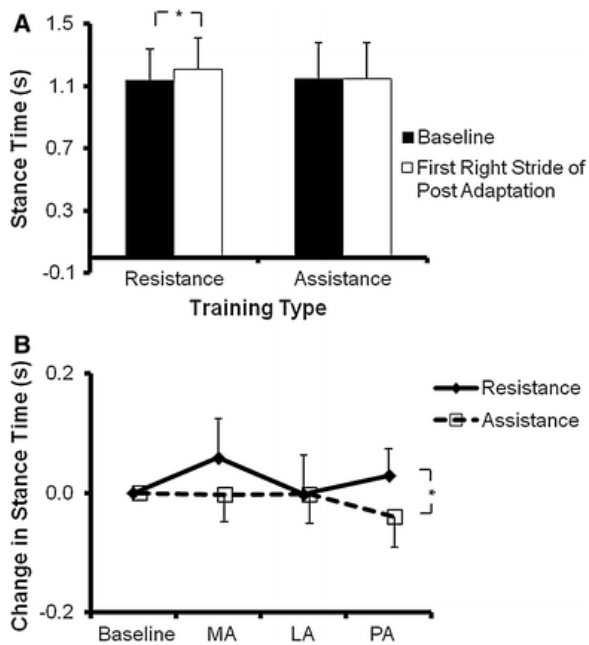 A
Stance Time (s)
1.5
1.1
0.7
0.3
-0.1
*
Baseline
First Right Stride of
Post Adaptation
Resistance
Assistance
Training Type
B
Change in Stance Time (s)
0.2
0.0
-0.2
Resistance
Assistance
*
Baseline
MA
LA
PA